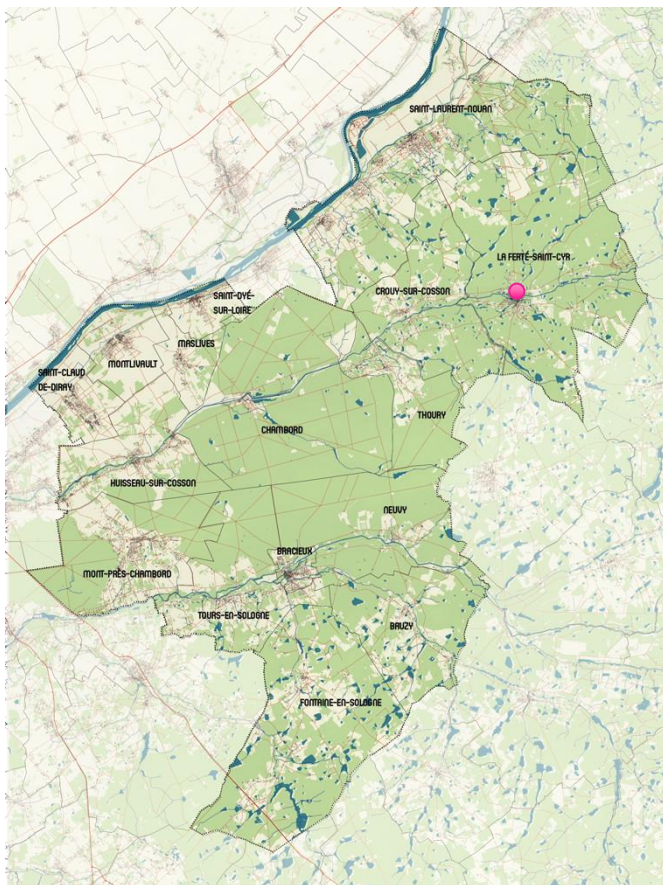 SAINT-LAURENT-NOUAN
LA FERTÉ-SAINT-CYR
CROUY-SUR-COSSON
SAINT-DYÉ-
SUR-LOIRE
MASLIVES
MONTLIVAULT
SAINT-CLAUD
DE-DIRAY
THOURY
CHAMBORD
HUISSEAU-SUR-COSSON
NEUVY
BRACIEUX
MONT-PRÈS-CHAMBORD
TOURS-EN-SOLOGNE
BAUZY
FONTAINE-EN-SOLOGNE